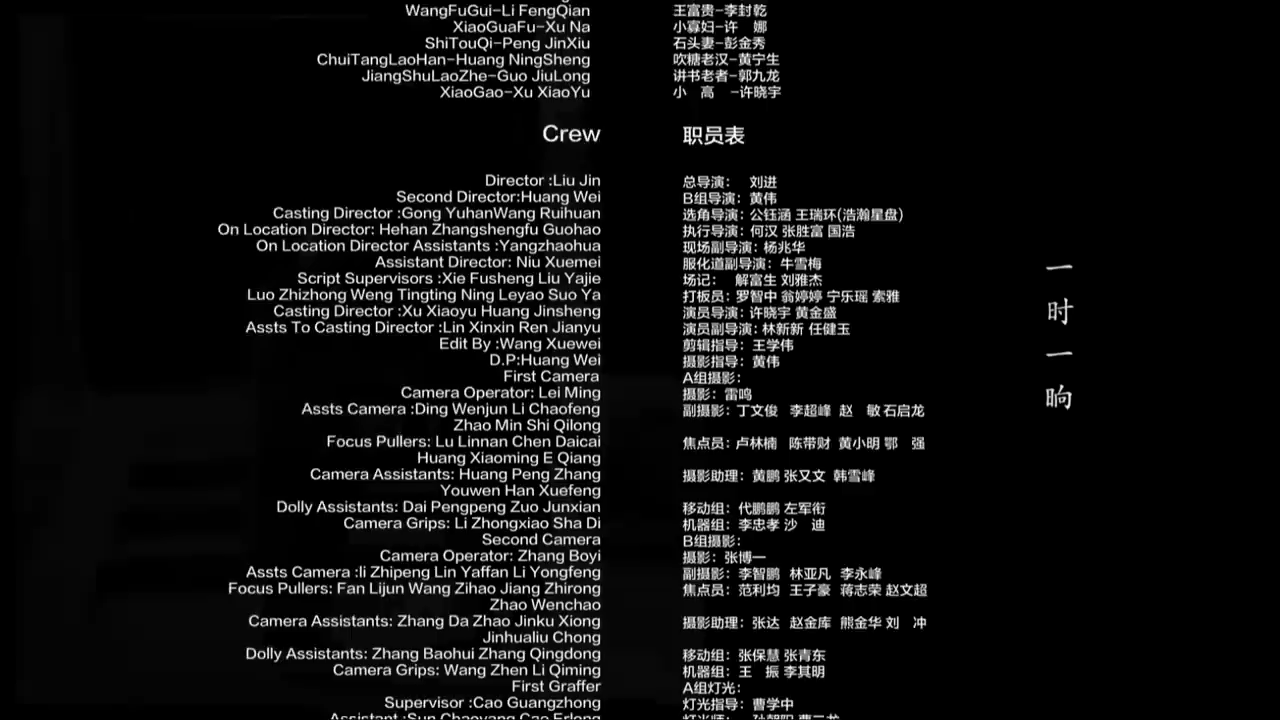 WangFuGui-Li FengQian 王富贵-李封乾
XiaoGuaFu-Xu Na 小寡妇-许 娜
ShiTouQi-Peng JinXiu 石头妻-彭金秀
ChuiTangLaoHan-Huang NingSheng 吹糖老汉-黄宁生
JiangShuLaoZhe-Guo JiuLong 讲书老者-郭九龙
XiaoGao-Xu XiaoYu 小 高 -许晓宇
Crew 职员表
Director :Liu Jin 总导演: 刘进
Second Director:Huang Wei B组导演: 黄伟
Casting Director :Gong YuhanWang Ruihuan 选角导演: 公钰涵 王瑞环(浩瀚星盘)
On Location Director: Hehan Zhangshengfu Guohao 执行导演: 何汉 张胜富 国浩
On Location Director Assistants :Yangzhaohua 现场副导演: 杨兆华
Assistant Director: Niu Xuemei 服化道副导演: 牛雪梅
Script Supervisors :Xie Fusheng Liu Yajie 场记: 解富生 刘雅杰
Luo Zhizhong Weng Tingting Ning Leyao Suo Ya 打板员: 罗智中 翁婷婷 宁乐瑶 索雅
Casting Director :Xu Xiaoyu Huang Jinsheng 演员导演: 许晓宇 黄金盛
Assts To Casting Director :Lin Xinxin Ren Jianyu 演员副导演: 林新新 任健玉
Edit By :Wang Xuewei 剪辑指导: 王学伟
D.P:Huang Wei 摄影指导: 黄伟
First Camera A组摄影:
Camera Operator: Lei Ming 摄影: 雷鸣
Assts Camera :Ding Wenjun Li Chaofeng 副摄影: 丁文俊 李超峰 赵 敏 石启龙
Zhao Min Shi Qilong
Focus Pullers: Lu Linnan Chen Daicai 焦点员: 卢林楠 陈带财 黄小明 鄂 强
Huang Xiaoming E Qiang
Camera Assistants: Huang Peng Zhang 摄影助理: 黄鹏 张又文 韩雪峰
Youwen Han Xuefeng
Dolly Assistants: Dai Pengpeng Zuo Junxian 移动组: 代鹏鹏 左军衔
Camera Grips: Li Zhongxiao Sha Di 机器组: 李忠孝 沙 迪
Second Camera B组摄影:
Camera Operator: Zhang Boyi 摄影: 张博一
Assts Camera :li Zhipeng Lin Yaffan Li Yongfeng 副摄影: 李智鹏 林亚凡 李永峰
Focus Pullers: Fan Lijun Wang Zihao Jiang Zhirong 焦点员: 范利均 王子豪 蒋志荣 赵文超
Zhao Wenchao
Camera Assistants: Zhang Da Zhao Jinku Xiong 摄影助理: 张达 赵金库 熊金华 刘 冲
Jinhualiu Chong
Dolly Assistants: Zhang Baohui Zhang Qingdong 移动组: 张保慧 张青东
Camera Grips: Wang Zhen Li Qiming 机器组: 王 振 李其明
First Graffer A组灯光:
Supervisor :Cao Guangzhong 灯光指导: 曹学中
Assistant :Sun Chaoyang Cao Erlong 灯光师: 孙朝阳 曹二龙
一时一晌